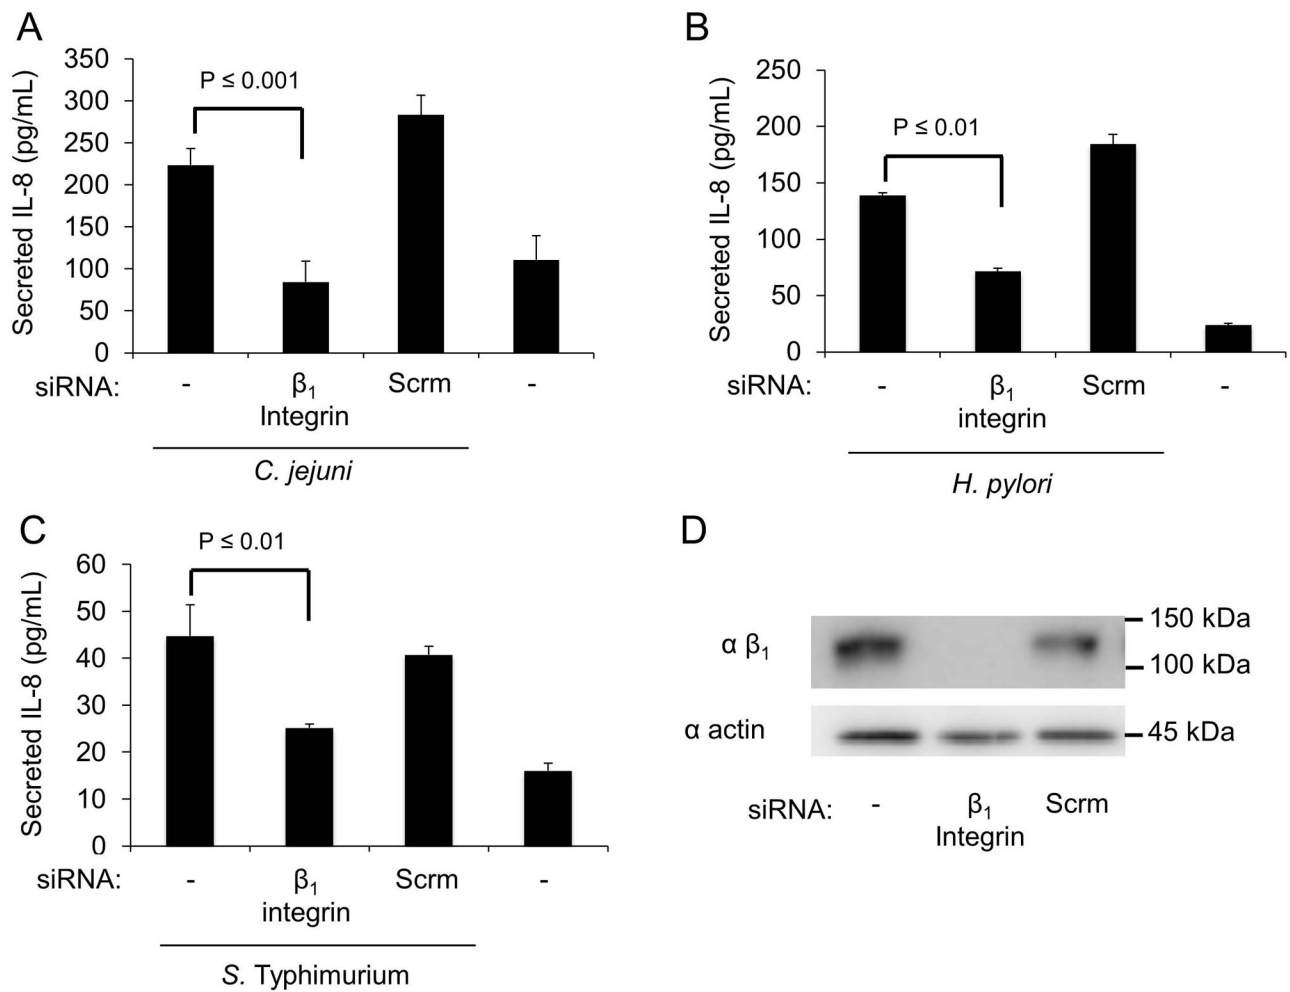 A
350
300
250
200
150
100
50
0
Secreted IL-8 (pg/mL)
P ≤ 0.001
siRNA: - β1 Scrm -
Integrin
C. jejuni
B
250
200
150
100
50
0
Secreted IL-8 (pg/mL)
P ≤ 0.01
siRNA: - β1 Scrm -
integrin
H. pylori
C
60
50
40
30
20
10
0
Secreted IL-8 (pg/mL)
P ≤ 0.01
siRNA: - β1 Scrm -
integrin
S. Typhimurium
D
α β1
150 kDa
100 kDa
α actin
45 kDa
siRNA: - β1 Scrm
Integrin